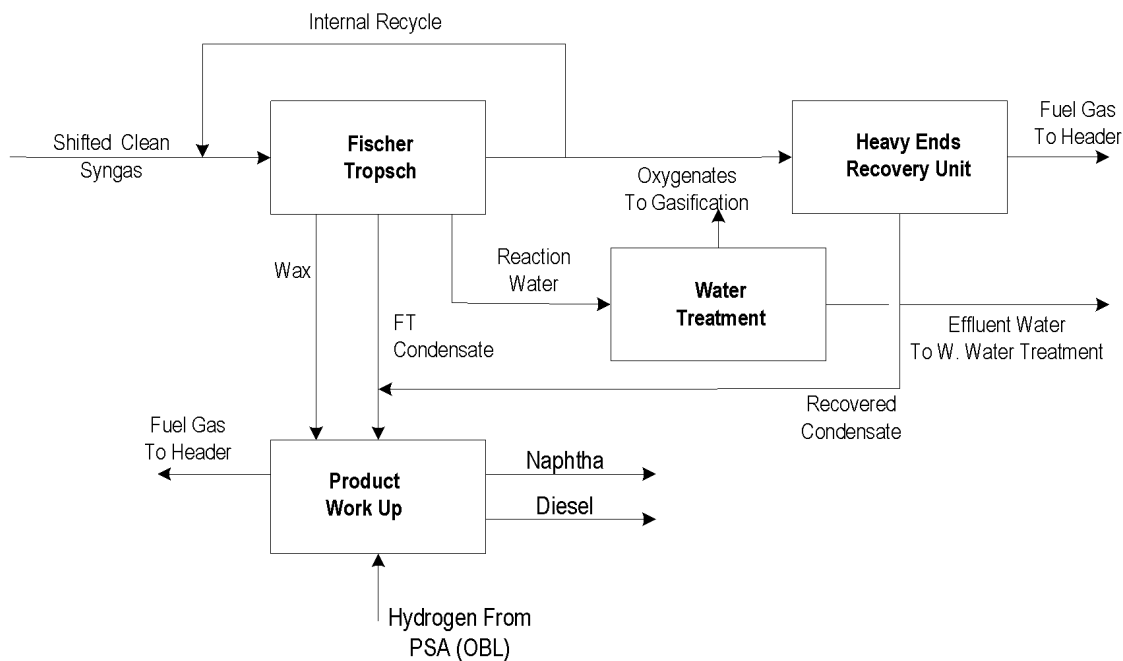 Internal Recycle
Shifted Clean
Syngas
Fischer
Tropsch
Heavy Ends
Recovery Unit
Fuel Gas
To Header
Oxygenates
To Gasification
Wax
Reaction
Water
Water
Treatment
FT
Condensate
Effluent Water
To W. Water Treatment
Recovered
Condensate
Fuel Gas
To Header
Product
Work Up
Naphtha
Diesel
Hydrogen From
PSA (OBL)